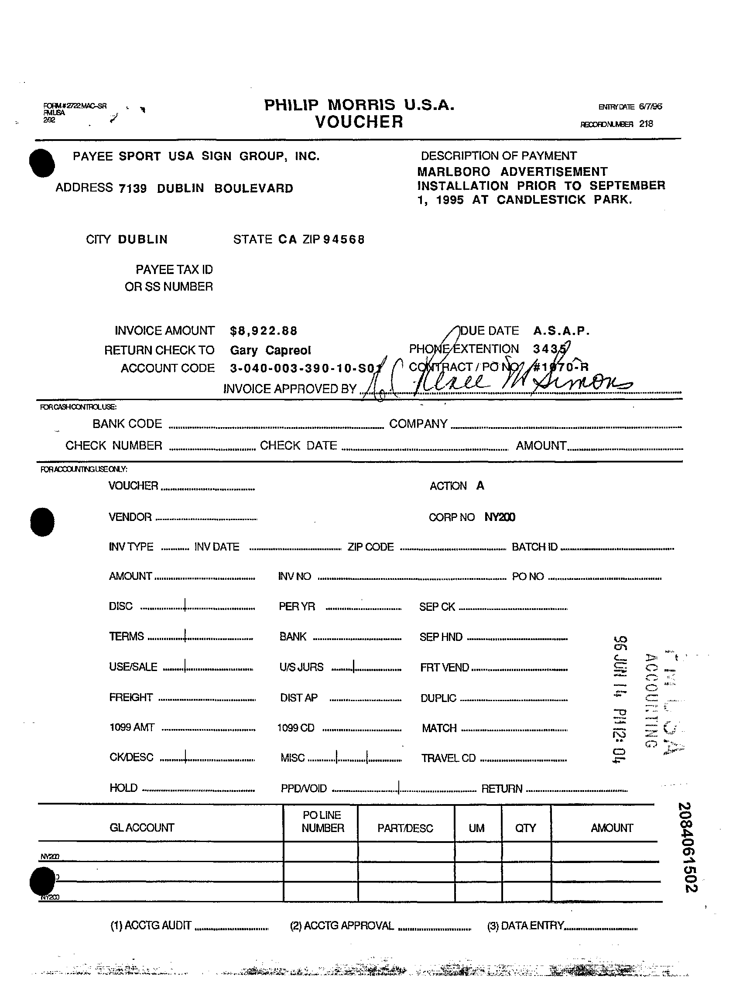 FORM #2722 MAC-SR
PMUSA
2/92
PHILIP MORRIS U.S.A.
VOUCHER
ENTRY DATE 6/7/96
RECORD NUMBER 218
PAYEE SPORT USA SIGN GROUP, INC.
ADDRESS 7139 DUBLIN BOULEVARD
DESCRIPTION OF PAYMENT
MARLBORO ADVERTISEMENT
INSTALLATION PRIOR TO SEPTEMBER
1, 1995 AT CANDLESTICK PARK.
CITY DUBLIN STATE CA ZIP 94568
PAYEE TAX ID
OR SS NUMBER
INVOICE AMOUNT $8,922.88 DUE DATE A.S.A.P.
RETURN CHECK TO Gary Capreol PHONE/EXTENTION 3435
ACCOUNT CODE 3-040-003-390-10-S01 CONTRACT / PO NO. #1970-R
INVOICE APPROVED BY Renee M Simons
FOR CASH CONTROL USE:
BANK CODE COMPANY
CHECK NUMBER CHECK DATE AMOUNT
FOR ACCOUNTING USE ONLY:
VOUCHER ACTION A
VENDOR CORP NO NY200
INV TYPE INV DATE ZIP CODE BATCH ID
AMOUNT INV NO PO NO
DISC PER YR SEP CK
TERMS BANK SEP HND
USE/SALE U/S JURS FRT VEND
FREIGHT DIST AP DUPLIC
1099 AMT 1099 CD MATCH
CK/DESC MISC TRAVEL CD
HOLD PPD/VOID RETURN
96 JUN 14 PM 12: 04
ACCOUNTING
P M U S A
GL ACCOUNT PO LINE NUMBER PART/DESC UM QTY AMOUNT
NY200
NY200
2084061502
(1) ACCTG AUDIT (2) ACCTG APPROVAL (3) DATA ENTRY